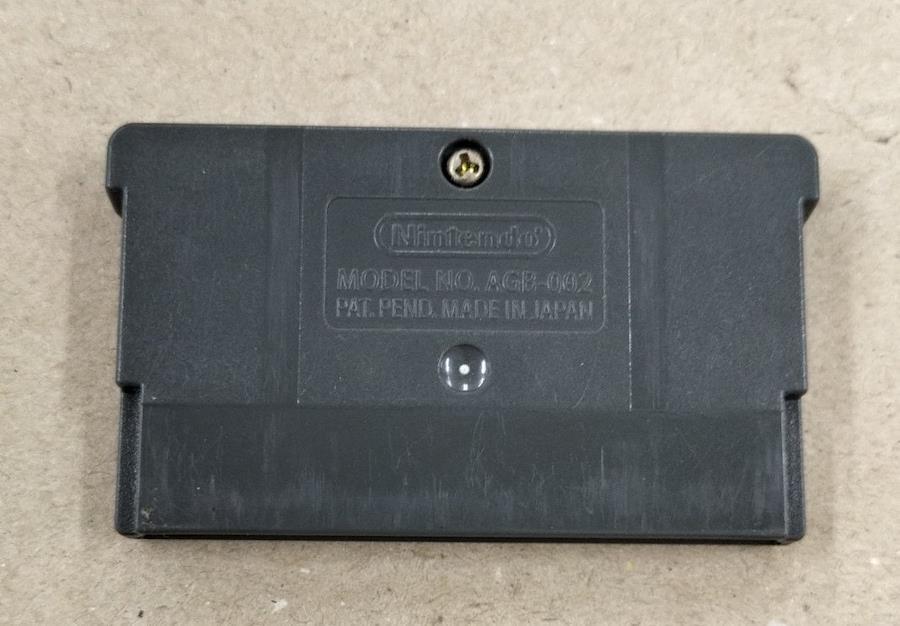 Nintendo®
MODEL NO. AGB-002
PAT. PEND. MADE IN JAPAN